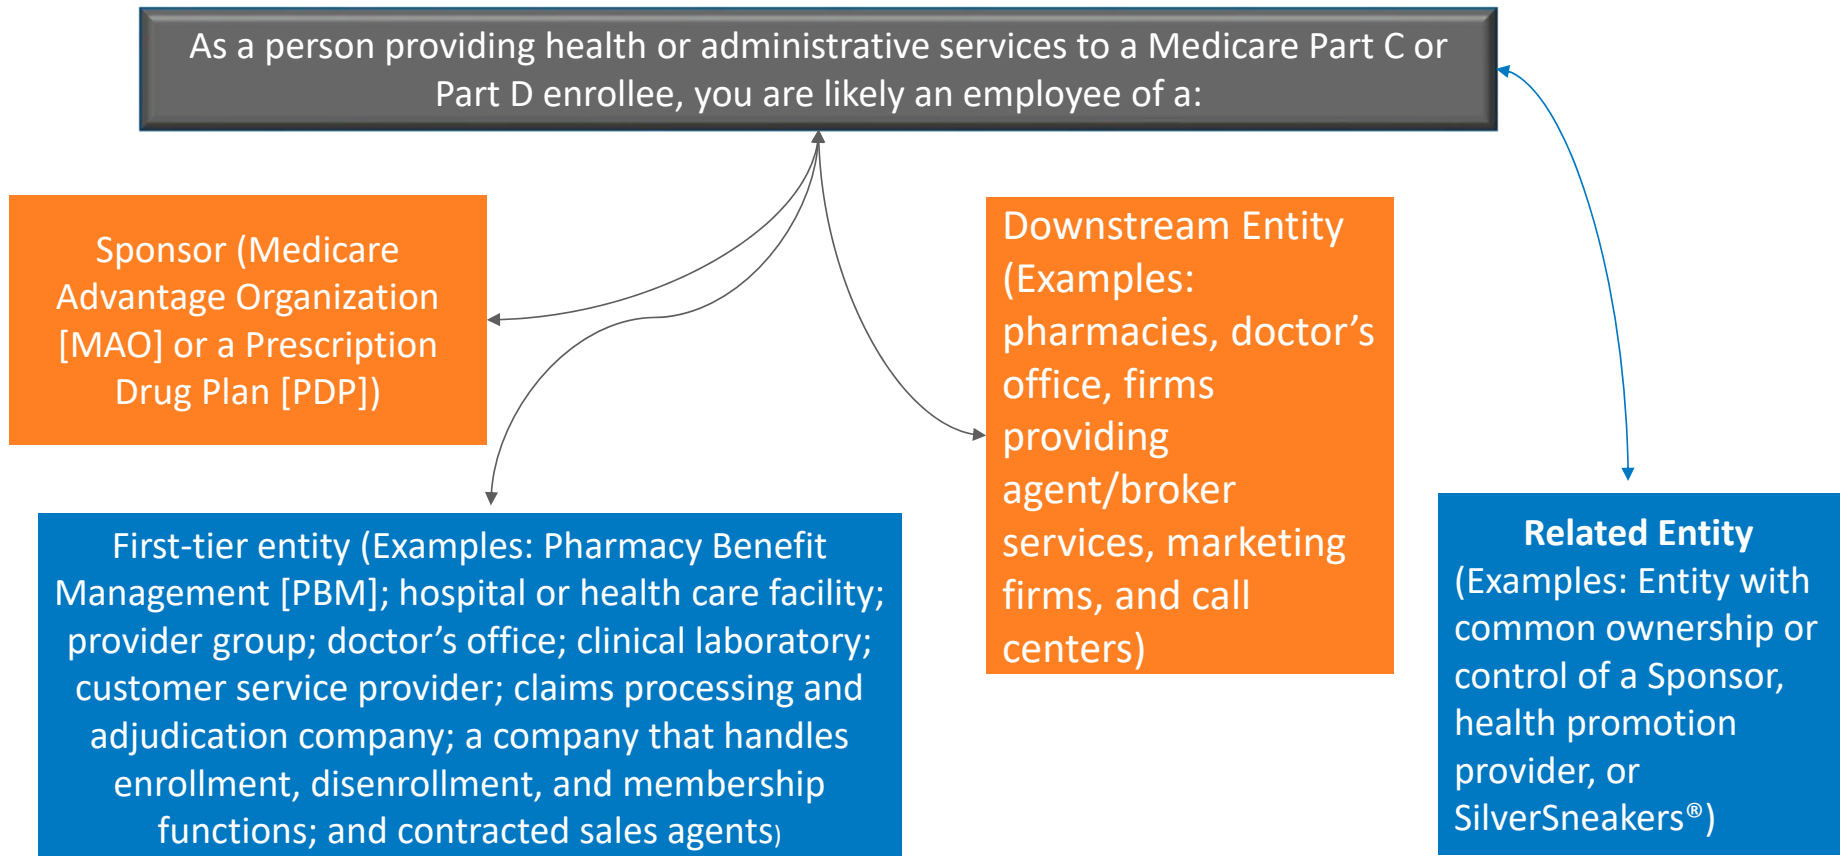 As a person providing health or administrative services to a Medicare Part C or
Part D enrollee, you are likely an employee of a:
Sponsor (Medicare
Advantage Organization
[MAO] or a Prescription
Drug Plan [PDP])
First-tier entity (Examples: Pharmacy Benefit
Management [PBM]; hospital or health care facility;
provider group; doctor’s office; clinical laboratory;
customer service provider; claims processing and
adjudication company; a company that handles
enrollment, disenrollment, and membership
functions; and contracted sales agents)
Downstream Entity
(Examples:
pharmacies, doctor’s
office, firms
providing
agent/broker
services, marketing
firms, and call
centers)
Related Entity
(Examples: Entity with
common ownership or
control of a Sponsor,
health promotion
provider, or
SilverSneakers®)